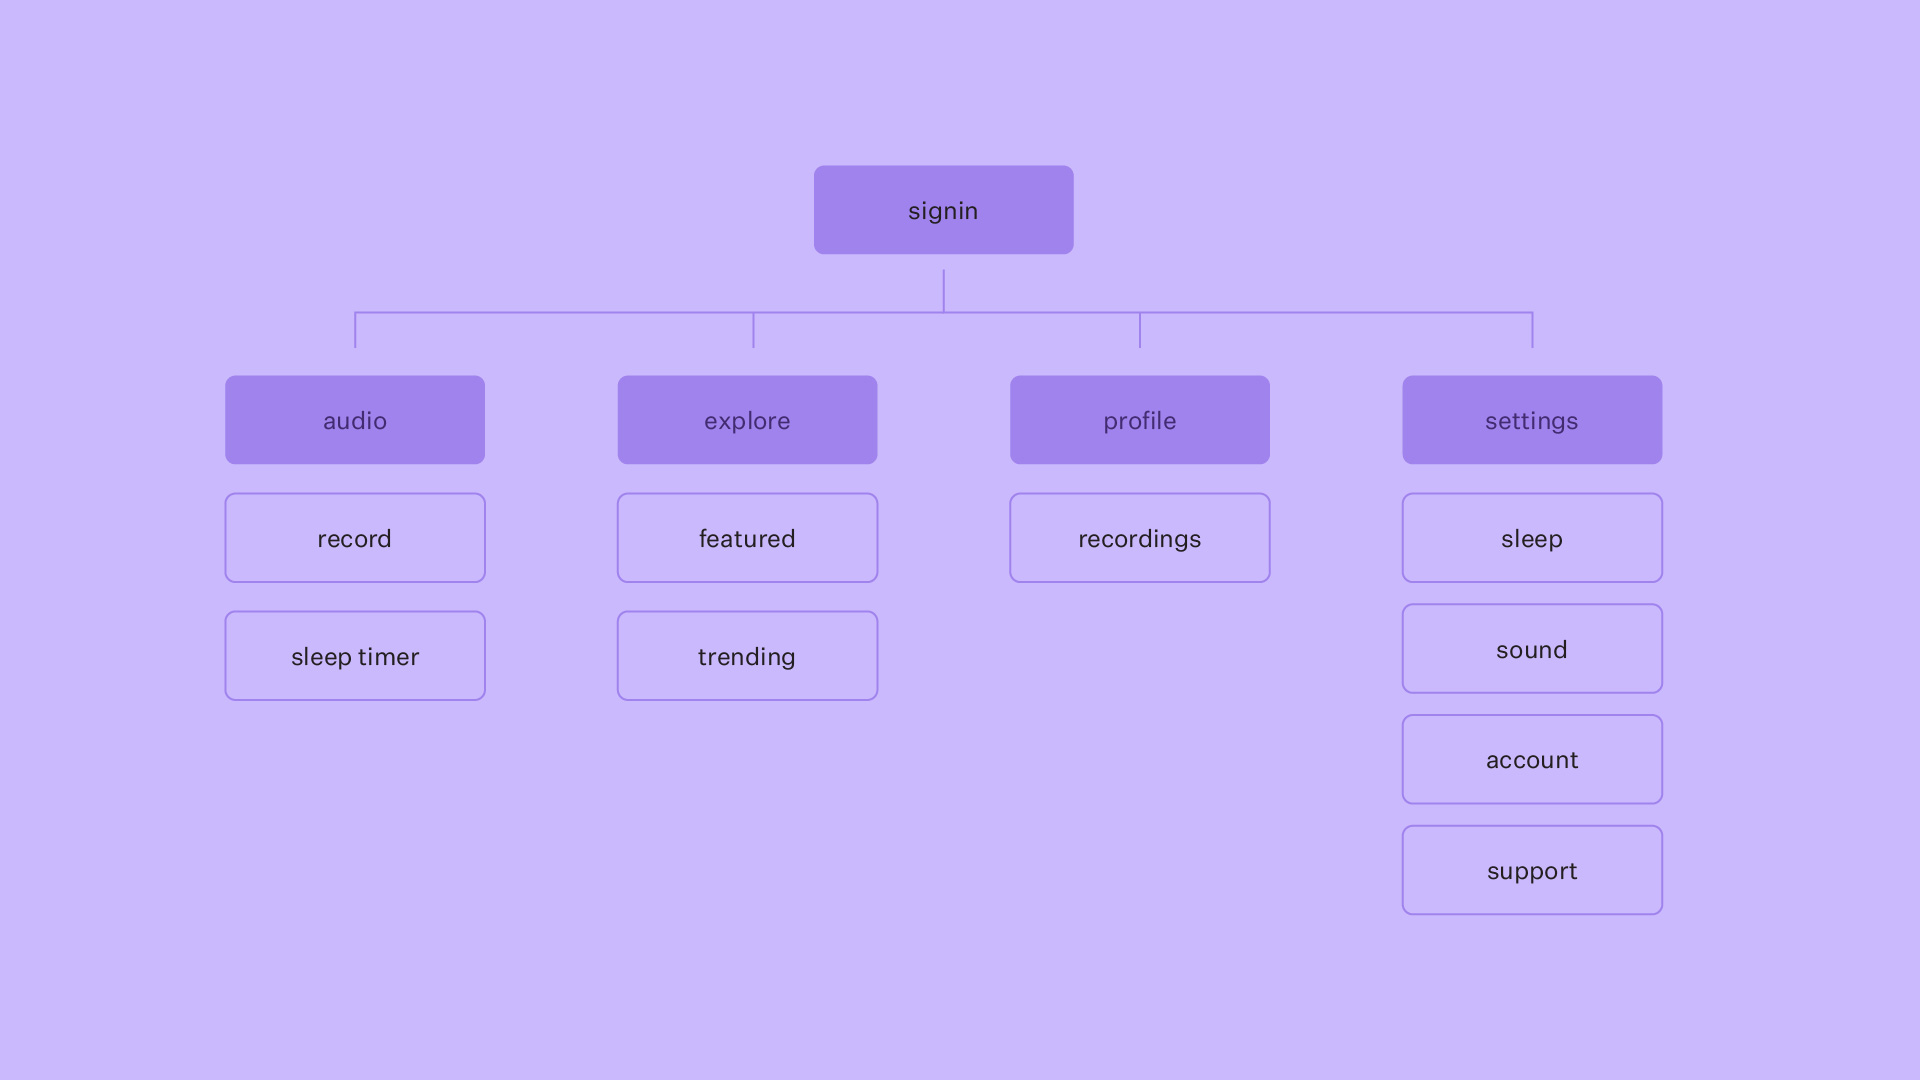 signin
audio
explore
profile
settings
record
featured
recordings
sleep
sleep timer
trending
sound
account
support